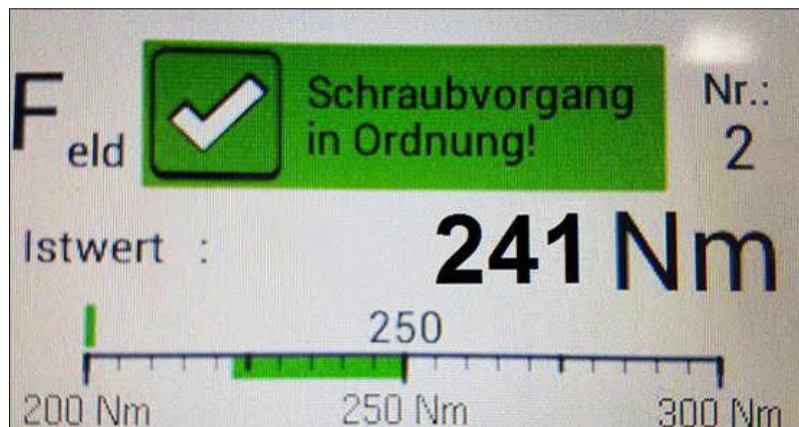 Feld
Schraubvorgang
in Ordnung!
Nr.:
2
Istwert :
241 Nm
250
200 Nm
250 Nm
300 Nm